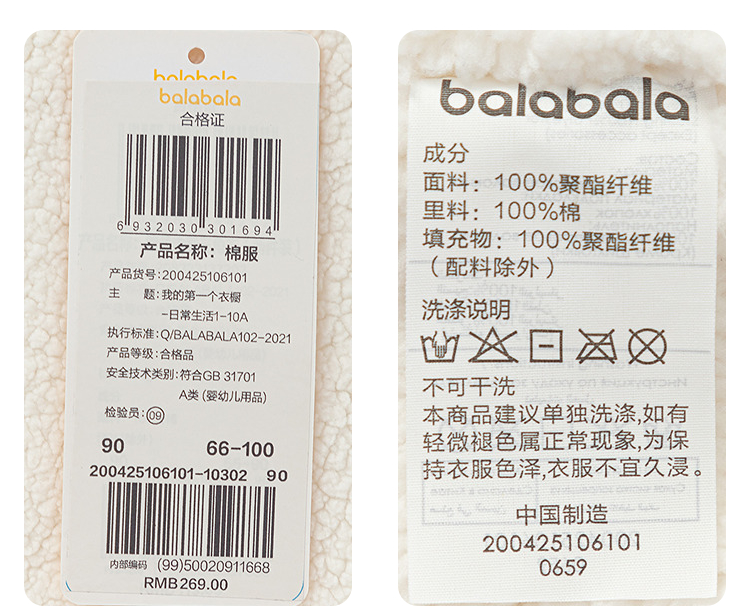 balabala
balabala
合格证
6 932030 301694
产品名称：棉服
产品货号：200425106101
主 题：我的第一个衣橱
-日常生活1-10A
执行标准：Q/BALABALA102-2021
产品等级：合格品
安全技术类别：符合GB 31701
A类 (婴幼儿用品)
检验员：09
90 66-100
200425106101-10302 90
内部编码 (99)50020911668
RMB269.00
balabala
成分
面料：100%聚酯纤维
里料：100%棉
填充物：100%聚酯纤维
（配料除外）
洗涤说明
不可干洗
本商品建议单独洗涤,如有
轻微褪色属正常现象,为保
持衣服色泽,衣服不宜久浸。
中国制造
200425106101
0659